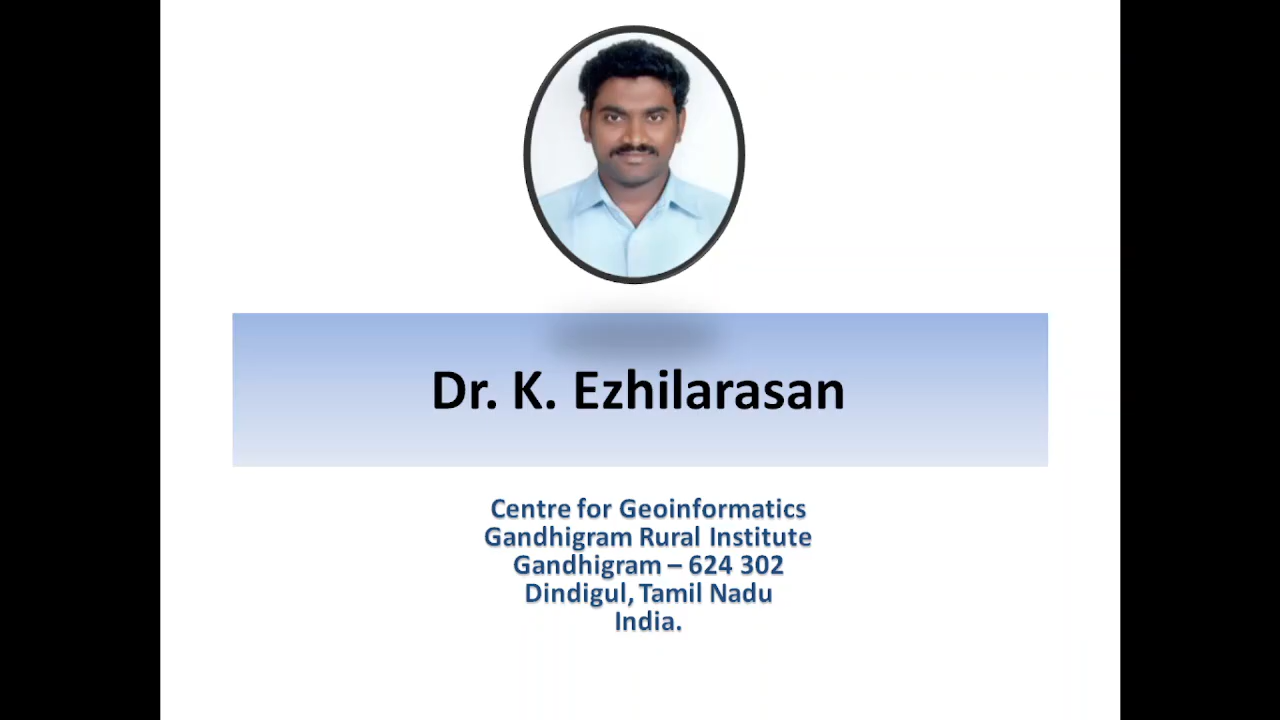 Dr. K. Ezhilarasan
Centre for Geoinformatics
Gandhigram Rural Institute
Gandhigram – 624 302
Dindigul, Tamil Nadu
India.